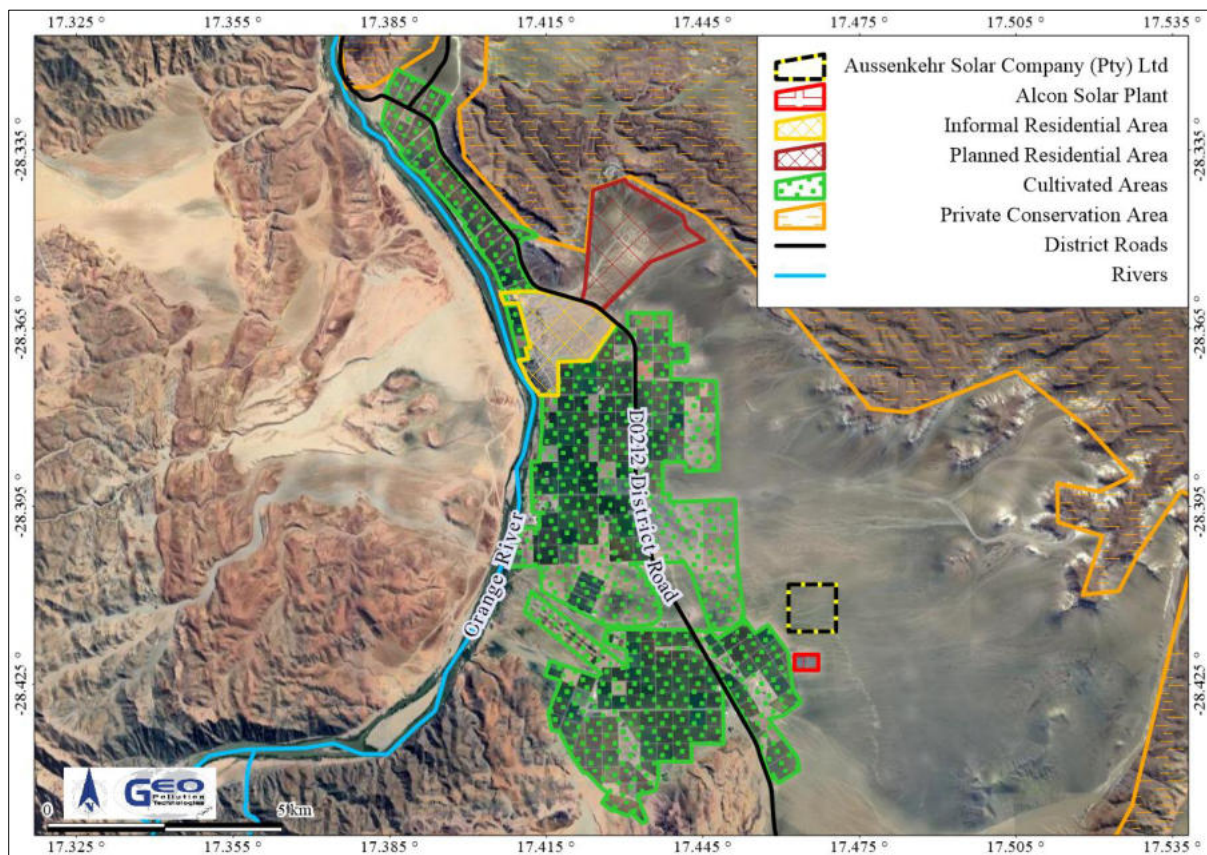 17.325 ° 17.355 ° 17.385 ° 17.415 ° 17.445 ° 17.475 ° 17.505 ° 17.535 °
Aussenkehr Solar Company (Pty) Ltd
Alcon Solar Plant
Informal Residential Area
Planned Residential Area
Cultivated Areas
Private Conservation Area
District Roads
Rivers
-28.335 °
-28.335 °
-28.365 °
-28.365 °
-28.395 °
-28.395 °
-28.425 °
-28.425 °
D0212 District Road
Orange River
GEO
Pollution
Technologies
0 5 km
17.325 ° 17.355 ° 17.385 ° 17.415 ° 17.445 ° 17.475 ° 17.505 ° 17.535 °